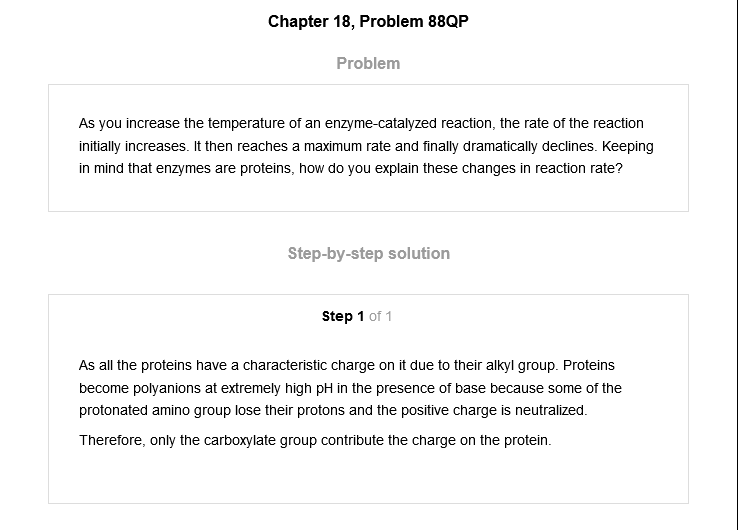 Chapter 18, Problem 88QP
Problem
As you increase the temperature of an enzyme-catalyzed reaction, the rate of the reaction
initially increases. It then reaches a maximum rate and finally dramatically declines. Keeping
in mind that enzymes are proteins, how do you explain these changes in reaction rate?
Step-by-step solution
Step 1 of 1
As all the proteins have a characteristic charge on it due to their alkyl group. Proteins
become polyanions at extremely high pH in the presence of base because some of the
protonated amino group lose their protons and the positive charge is neutralized.
Therefore, only the carboxylate group contribute the charge on the protein.